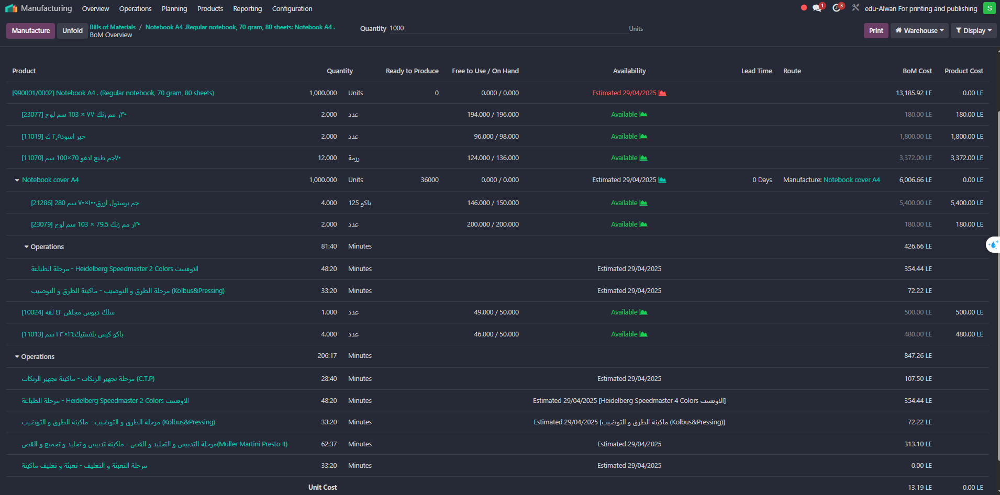 Manufacturing Overview Operations Planning Products Reporting Configuration 1 3 edu-Alwan For printing and publishing S
Manufacture Unfold Bills of Materials / Notebook A4 .Regular notebook, 70 gram, 80 sheets: Notebook A4 . Quantity 1000 Units Print Warehouse Display
BoM Overview
Product Quantity Ready to Produce Free to Use / On Hand Availability Lead Time Route BoM Cost Product Cost
[990001/0002] Notebook A4 . (Regular notebook, 70 gram, 80 sheets) 1,000.000 Units 0 0.000 / 0.000 Estimated 29/04/2025 13,185.92 LE 0.00 LE
[23077] ٣٠ر مم زنك ٧٧ × 103 سم لوح 2.000 عدد 194.000 / 196.000 Available 180.00 LE 180.00 LE
[11019] حبر اسود٢,٥ ك 2.000 عدد 96.000 / 98.000 Available 1,800.00 LE 1,800.00 LE
[11070] ٧٠جم طبع ادفو 70×100 سم 12.000 رزمة 124.000 / 136.000 Available 3,372.00 LE 3,372.00 LE
Notebook cover A4 1,000.000 Units 36000 0.000 / 0.000 Estimated 29/04/2025 0 Days Manufacture: Notebook cover A4 6,006.66 LE 0.00 LE
[21286] 280 جم برستول ازرق١٠٠×٧٠ سم 4.000 باكو 125 146.000 / 150.000 Available 5,400.00 LE 5,400.00 LE
[23079] ٣٠ر مم زنك 79.5 × 103 سم لوح 2.000 عدد 200.000 / 200.000 Available 180.00 LE 180.00 LE
Operations 81:40 Minutes 426.66 LE
مرحلة الطباعة - Heidelberg Speedmaster 2 Colors الاوفست 48:20 Minutes Estimated 29/04/2025 354.44 LE
مرحلة الطرق و التوضيب - ماكينة الطرق و التوضيب (Kolbus&Pressing) 33:20 Minutes Estimated 29/04/2025 72.22 LE
[10024] سلك دبوس مجلفن ٤٢ لفة 1.000 عدد 49.000 / 50.000 Available 500.00 LE 500.00 LE
[11013] باكو كيس بلاستيك٣٤×٢٣ سم 4.000 عدد 46.000 / 50.000 Available 480.00 LE 480.00 LE
Operations 206:17 Minutes 847.26 LE
مرحلة تجهيز الزنكات - ماكينة تجهيز الزنكات (C.T.P) 28:40 Minutes Estimated 29/04/2025 107.50 LE
مرحلة الطباعة - Heidelberg Speedmaster 2 Colors الاوفست 48:20 Minutes Estimated 29/04/2025 [Heidelberg Speedmaster 4 Colors الاوفست] 354.44 LE
مرحلة الطرق و التوضيب - ماكينة الطرق و التوضيب (Kolbus&Pressing) 33:20 Minutes Estimated 29/04/2025 [ماكينة الطرق و التوضيب (Kolbus&Pressing)] 72.22 LE
مرحلة التدبيس و التجليد و القص - ماكينة تدبيس و تجليد و تجميع و القص(Muller Martini Presto II) 62:37 Minutes Estimated 29/04/2025 313.10 LE
مرحلة التعبئة و التغليف - تعبئة و تغليف ماكينة 33:20 Minutes Estimated 29/04/2025 0.00 LE
Unit Cost 13.19 LE 0.00 LE